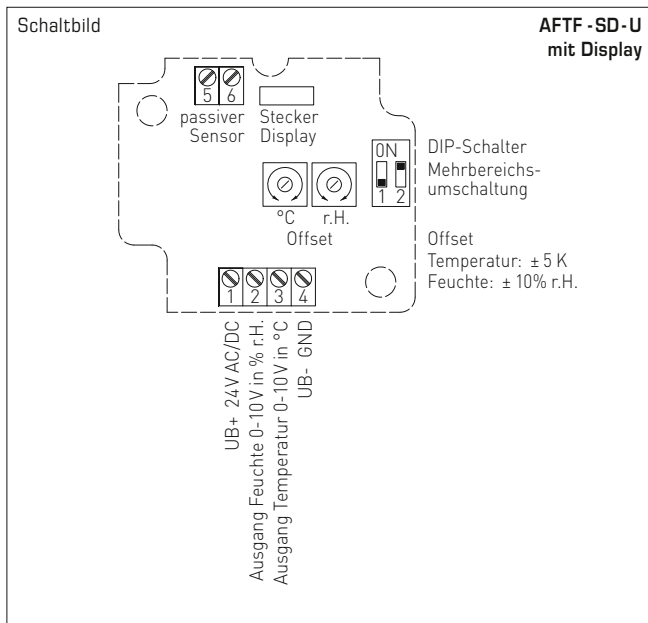 Schaltbild
AFTF - SD - U
mit Display
5 6
passiver
Sensor
Stecker
Display
ON
1 2
DIP-Schalter
Mehrbereichs-
umschaltung
°C r.H.
Offset
Offset
Temperatur: ± 5 K
Feuchte: ± 10% r.H.
1 2 3 4
UB+ 24V AC/DC
Ausgang Feuchte 0-10V in % r.H.
Ausgang Temperatur 0-10V in °C
UB- GND